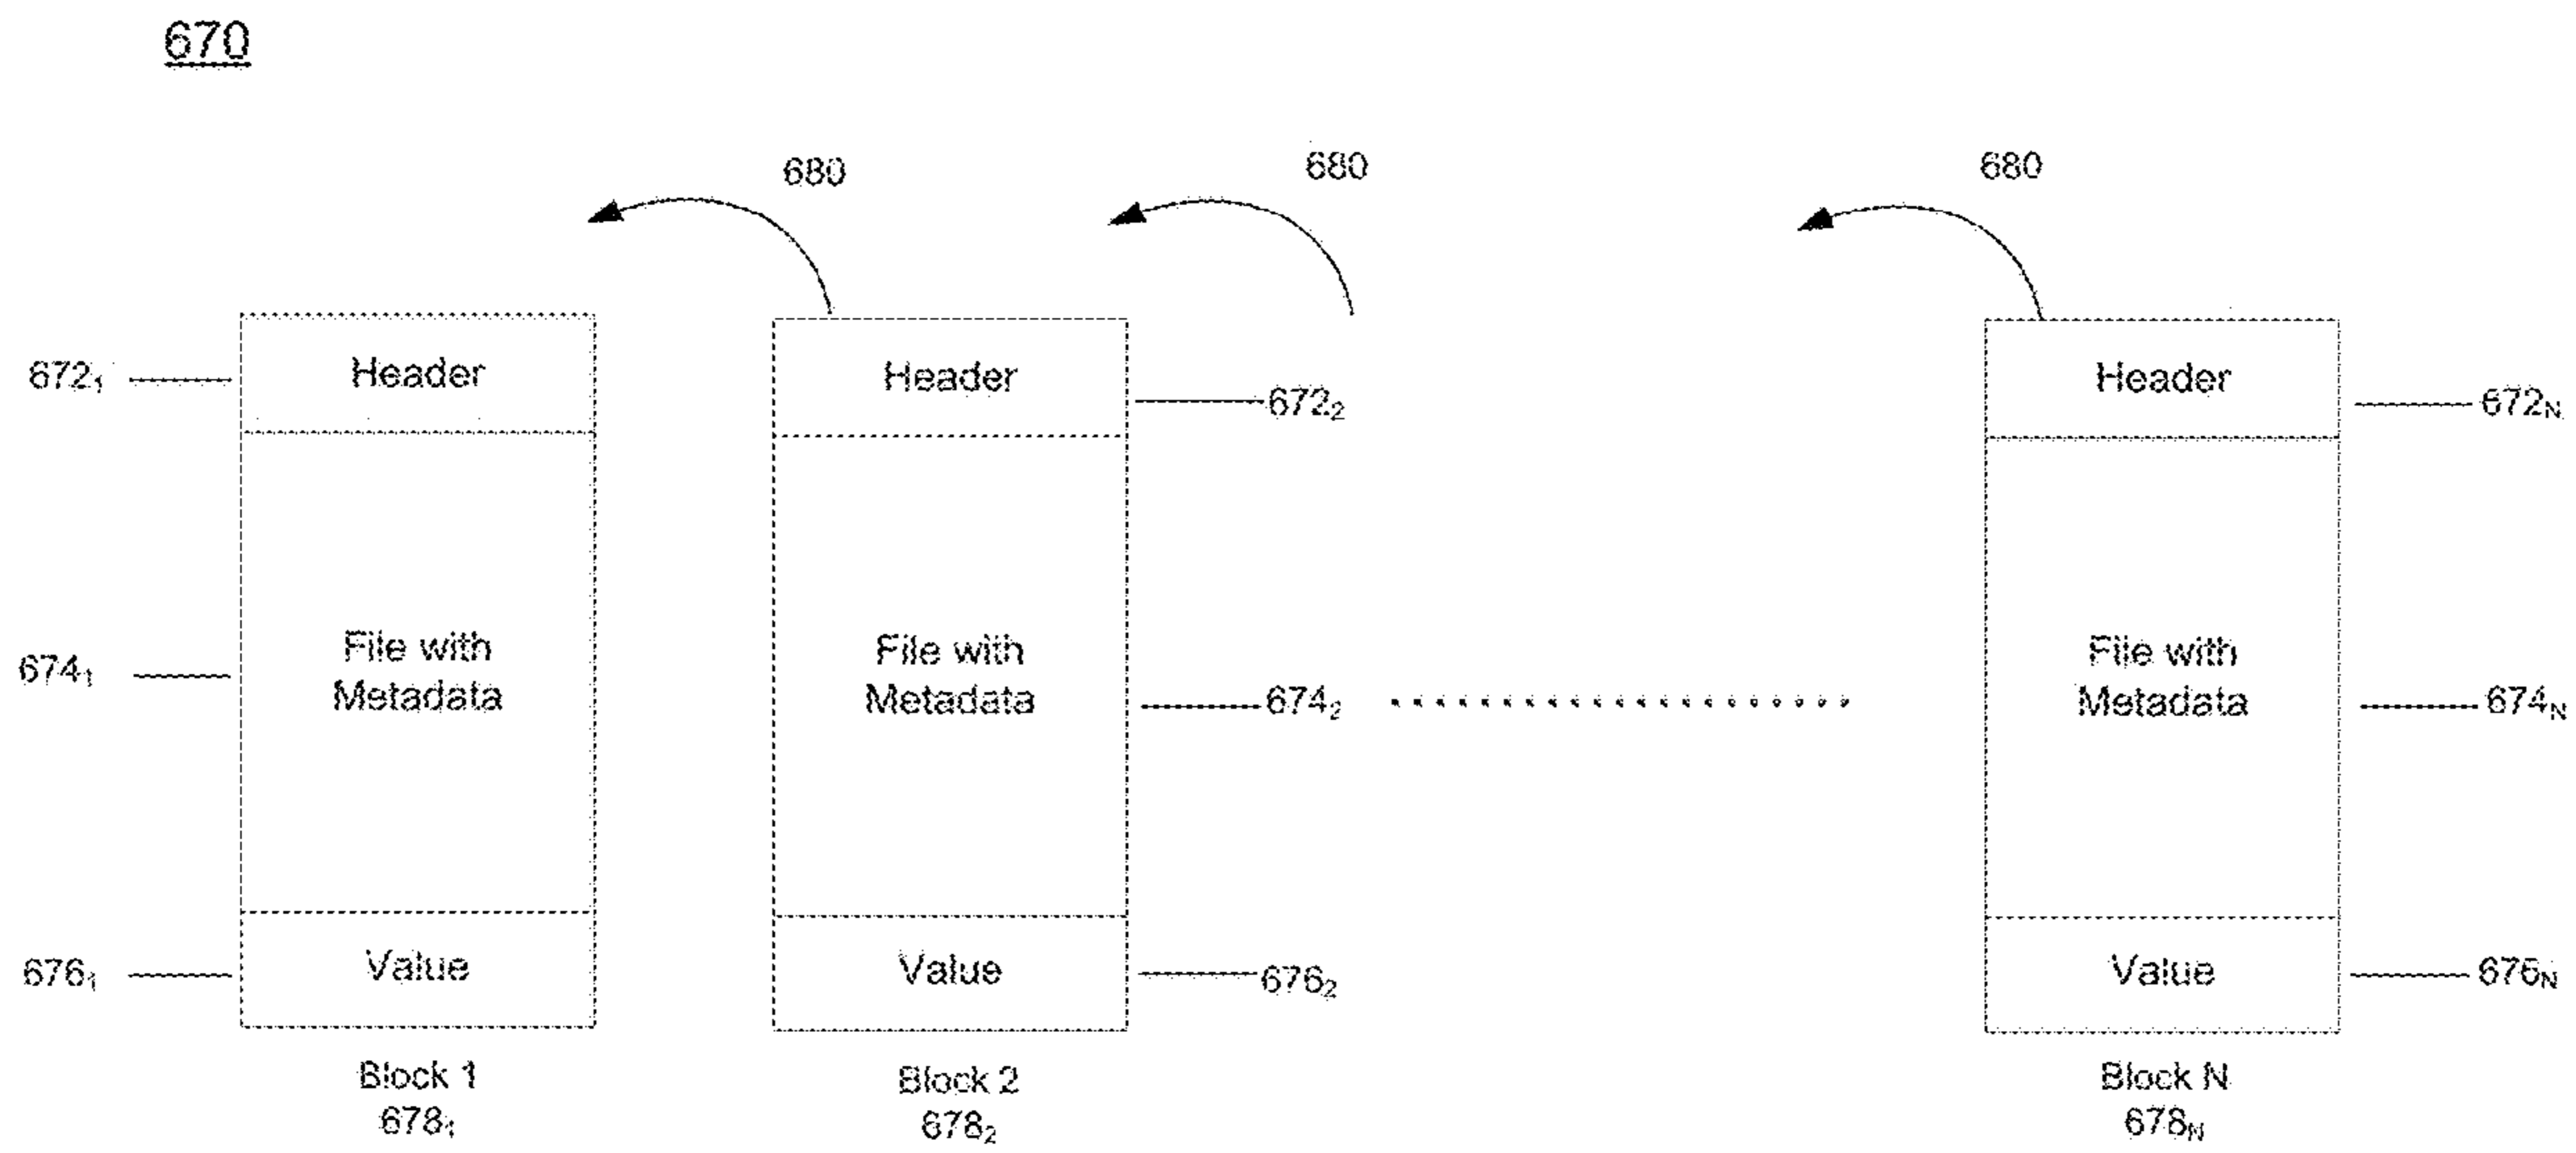 670
680
680
680
Header
Header
Header
672₁
672₂
672N
File with
Metadata
File with
Metadata
File with
Metadata
674₁
674₂
674N
Value
Value
Value
676₁
676₂
676N
Block 1
678₁
Block 2
678₂
Block N
678N